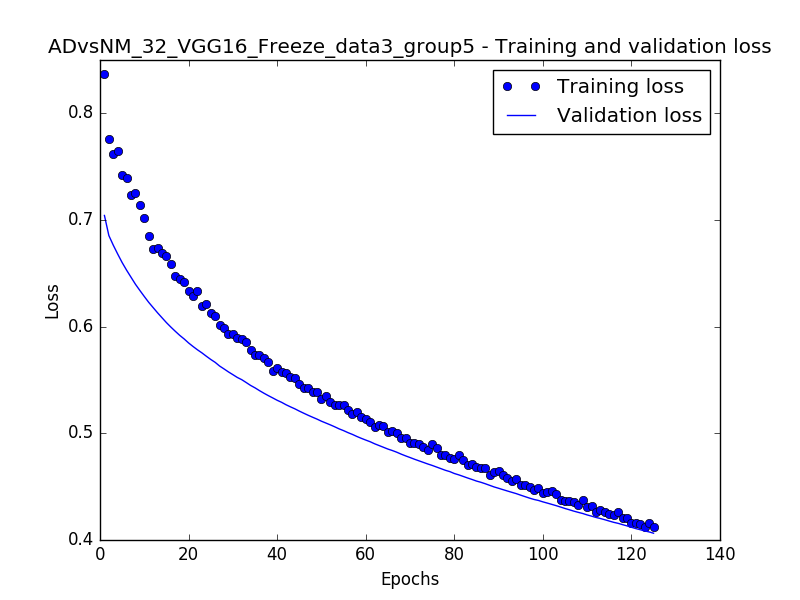 ADvsNM_32_VGG16_Freeze_data3_group5 - Training and validation loss
Training loss
Validation loss
0.8
0.7
0.6
0.5
0.4
Loss
0 20 40 60 80 100 120 140
Epochs